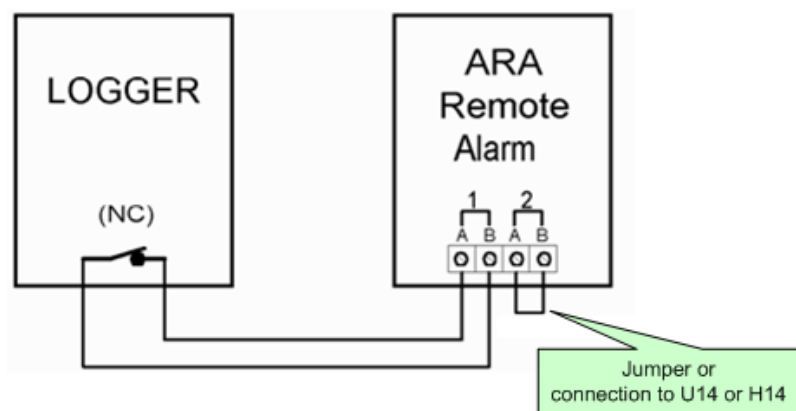 LOGGER
(NC)
ARA
Remote
Alarm
1 2
A B A B
Jumper or
connection to U14 or H14